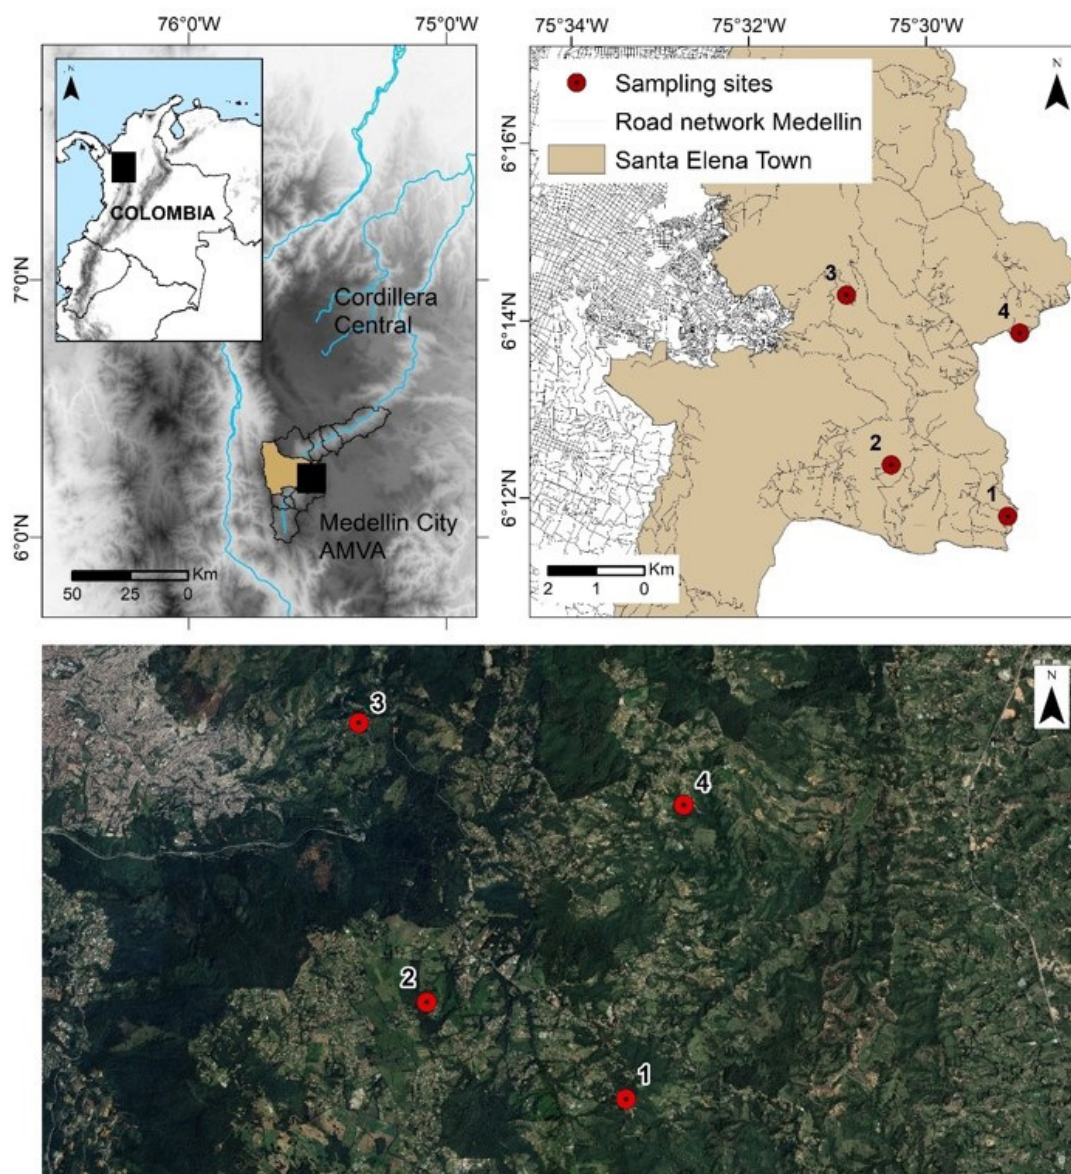 76°0'W
75°0'W
N
COLOMBIA
7°0'N
6°0'N
Cordillera
Central
Medellin City
AMVA
Km
50
25
0
75°34'W
75°32'W
75°30'W
N
Sampling sites
Road network Medellin
Santa Elena Town
6°16'N
6°14'N
6°12'N
3
4
2
1
Km
2
1
0
N
3
4
2
1